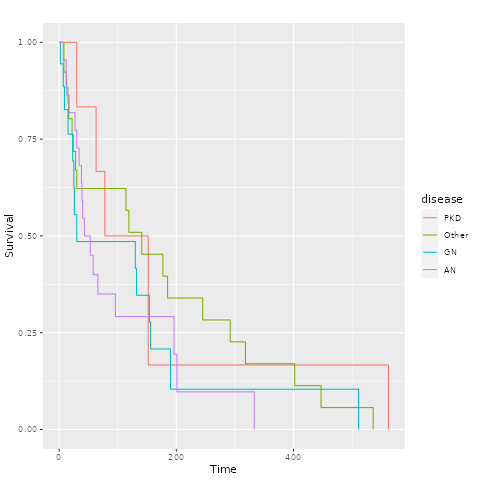 1.00
0.75
0.50
0.25
0.00
Survival
0
200
400
Time
disease
PKD
Other
GN
AN